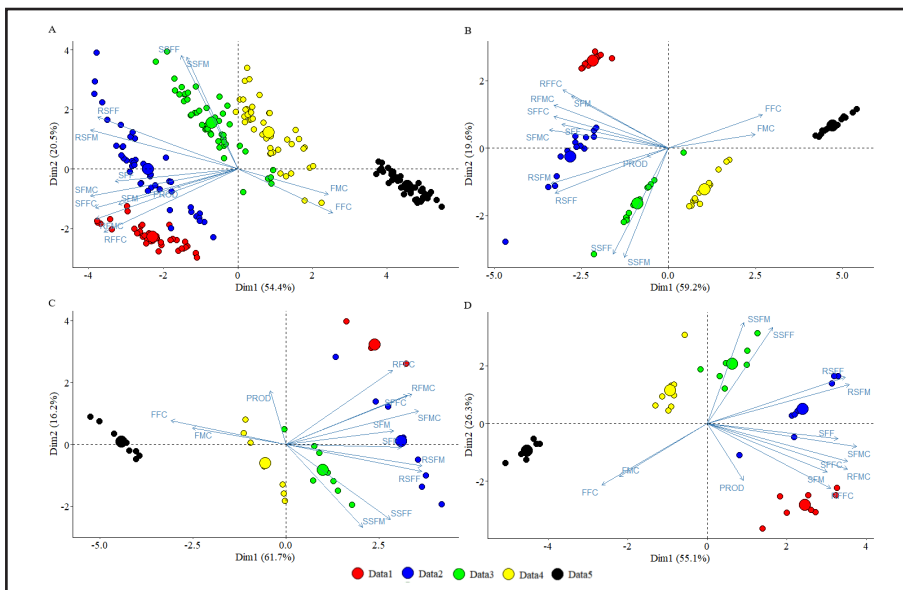 A
SSFF
SSFM
RSFF
RSFM
SFF
SFMC
PROD
SFFC
SFM
RFMC
RFFC
FMC
FFC
4
2
0
-2
-4
-2
0
2
4
Dim2 (20.5%)
Dim1 (54.4%)
B
RFFC
SFM
RFMC
SFFC
SFF
SFMC
PROD
RSFM
RSFF
SSFF
SSFM
FFC
FMC
2
0
-2
-5.0
-2.5
0.0
2.5
5.0
Dim2 (19.6%)
Dim1 (59.2%)
C
RFFC
RFMC
SFFC
SFMC
SFM
SFF
RSFM
RSFF
SSFF
SSFM
PROD
FFC
FMC
4
2
0
-2
-5.0
-2.5
0.0
2.5
Dim2 (16.2%)
Dim1 (61.7%)
D
SSFM
SSFF
RSFF
RSFM
SFF
SFMC
SFFC
RFMC
SFM
RFFC
PROD
FMC
FFC
2
0
-2
-4
-2
0
2
4
Dim2 (26.3%)
Dim1 (55.1%)
Data1 Data2 Data3 Data4 Data5